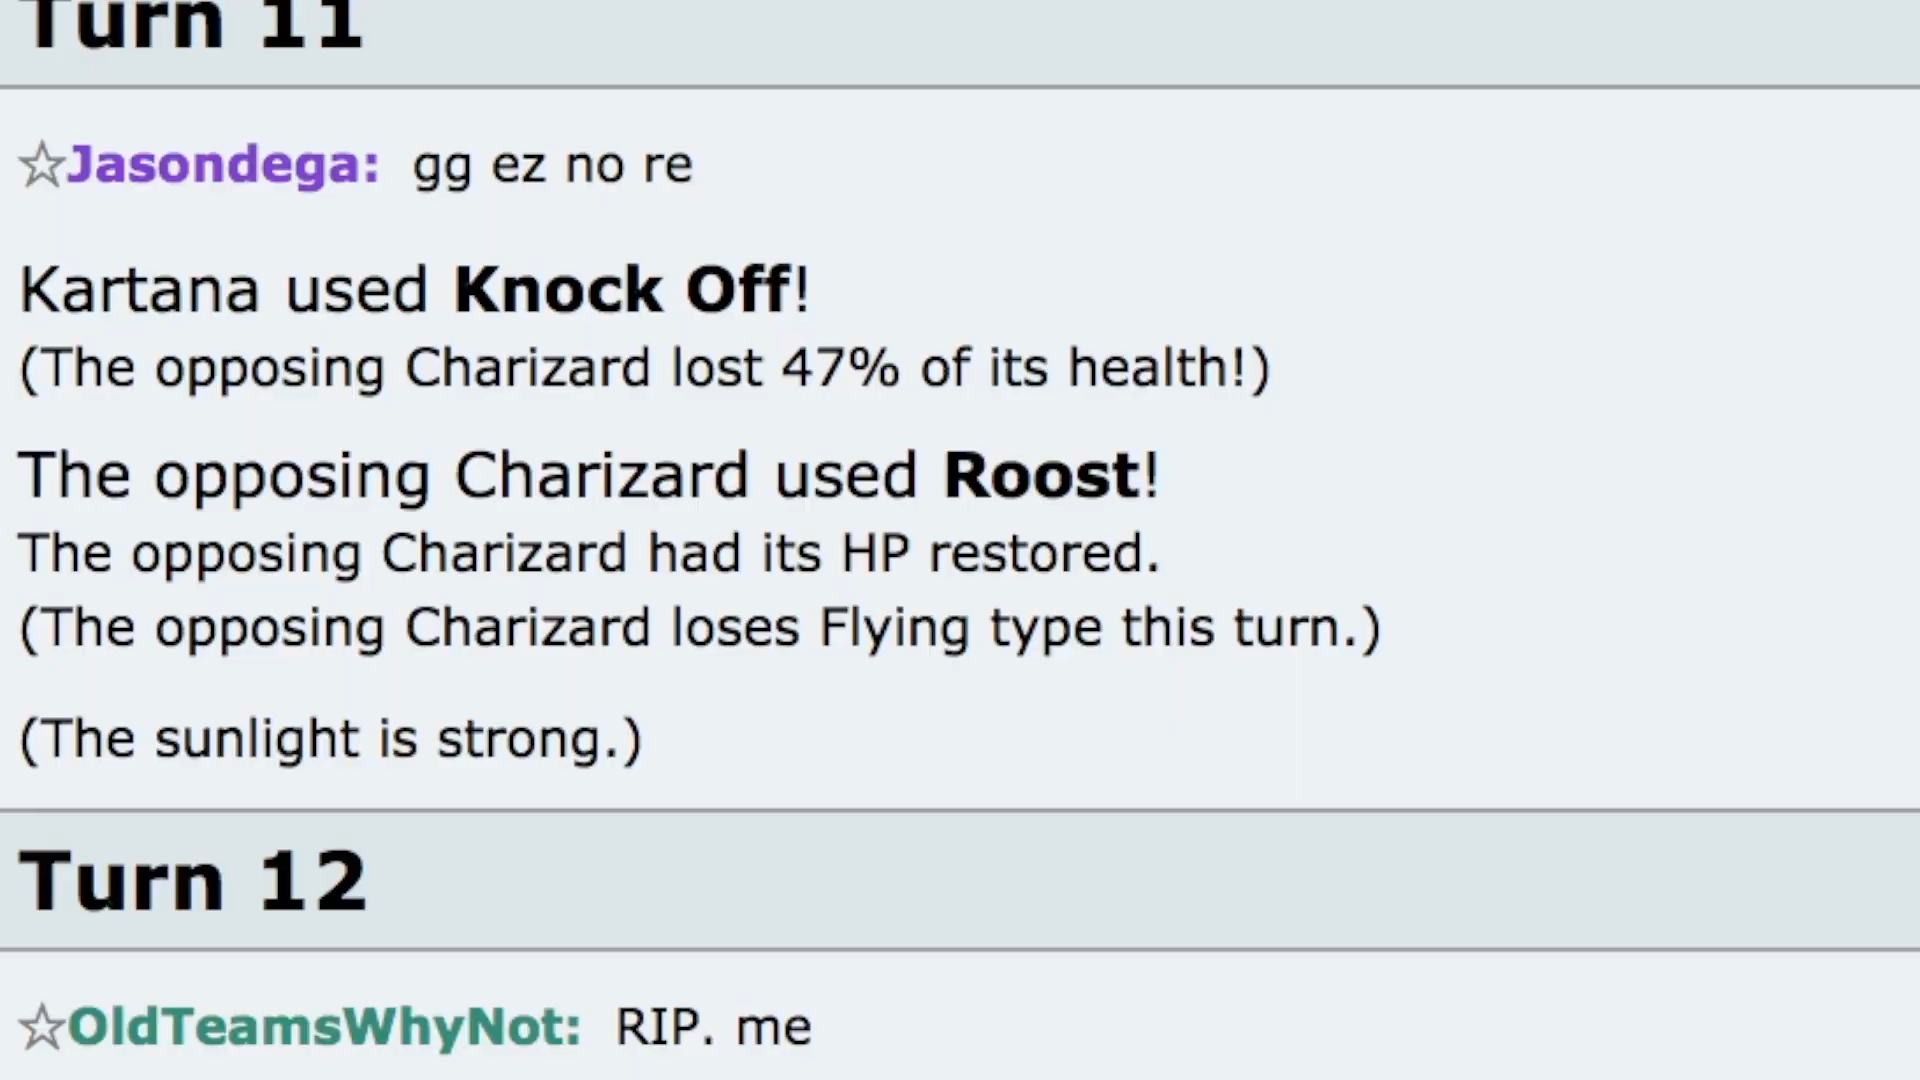 Turn 11
☆Jasondega: gg ez no re
Kartana used Knock Off!
(The opposing Charizard lost 47% of its health!)
The opposing Charizard used Roost!
The opposing Charizard had its HP restored.
(The opposing Charizard loses Flying type this turn.)
(The sunlight is strong.)
Turn 12
☆OldTeamsWhyNot: RIP. me